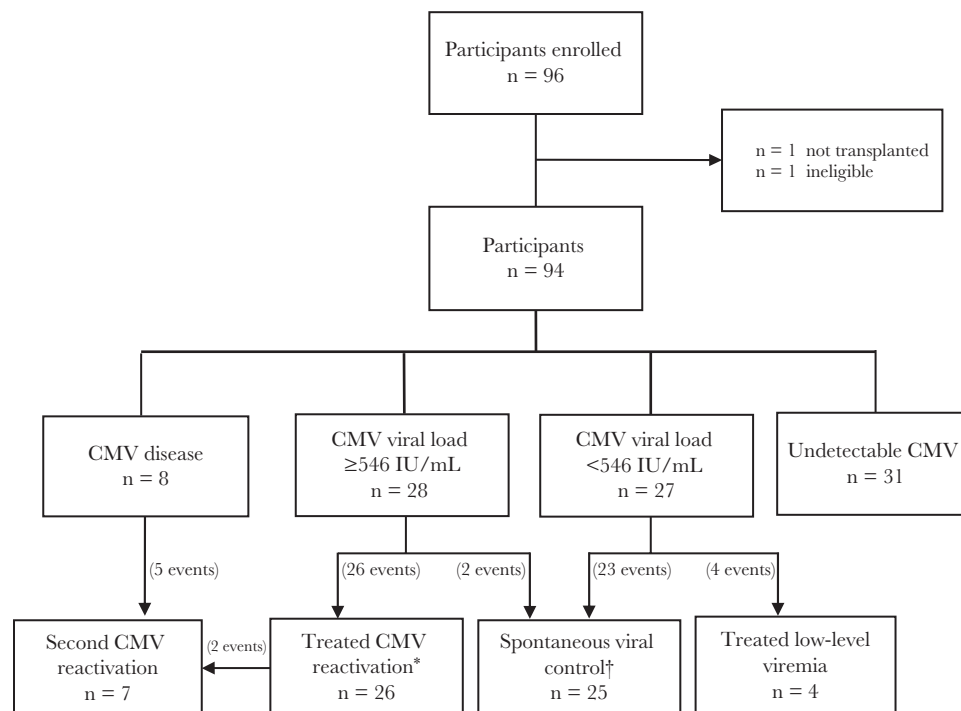 Participants enrolled
n = 96
n = 1 not transplanted
n = 1 ineligible
Participants
n = 94
CMV disease
n = 8
CMV viral load
≥546 IU/mL
n = 28
CMV viral load
<546 IU/mL
n = 27
Undetectable CMV
n = 31
(5 events)
(26 events)
(2 events)
(23 events)
(4 events)
Second CMV
reactivation
n = 7
(2 events)
Treated CMV
reactivation*
n = 26
Spontaneous viral
control†
n = 25
Treated low-level
viremia
n = 4